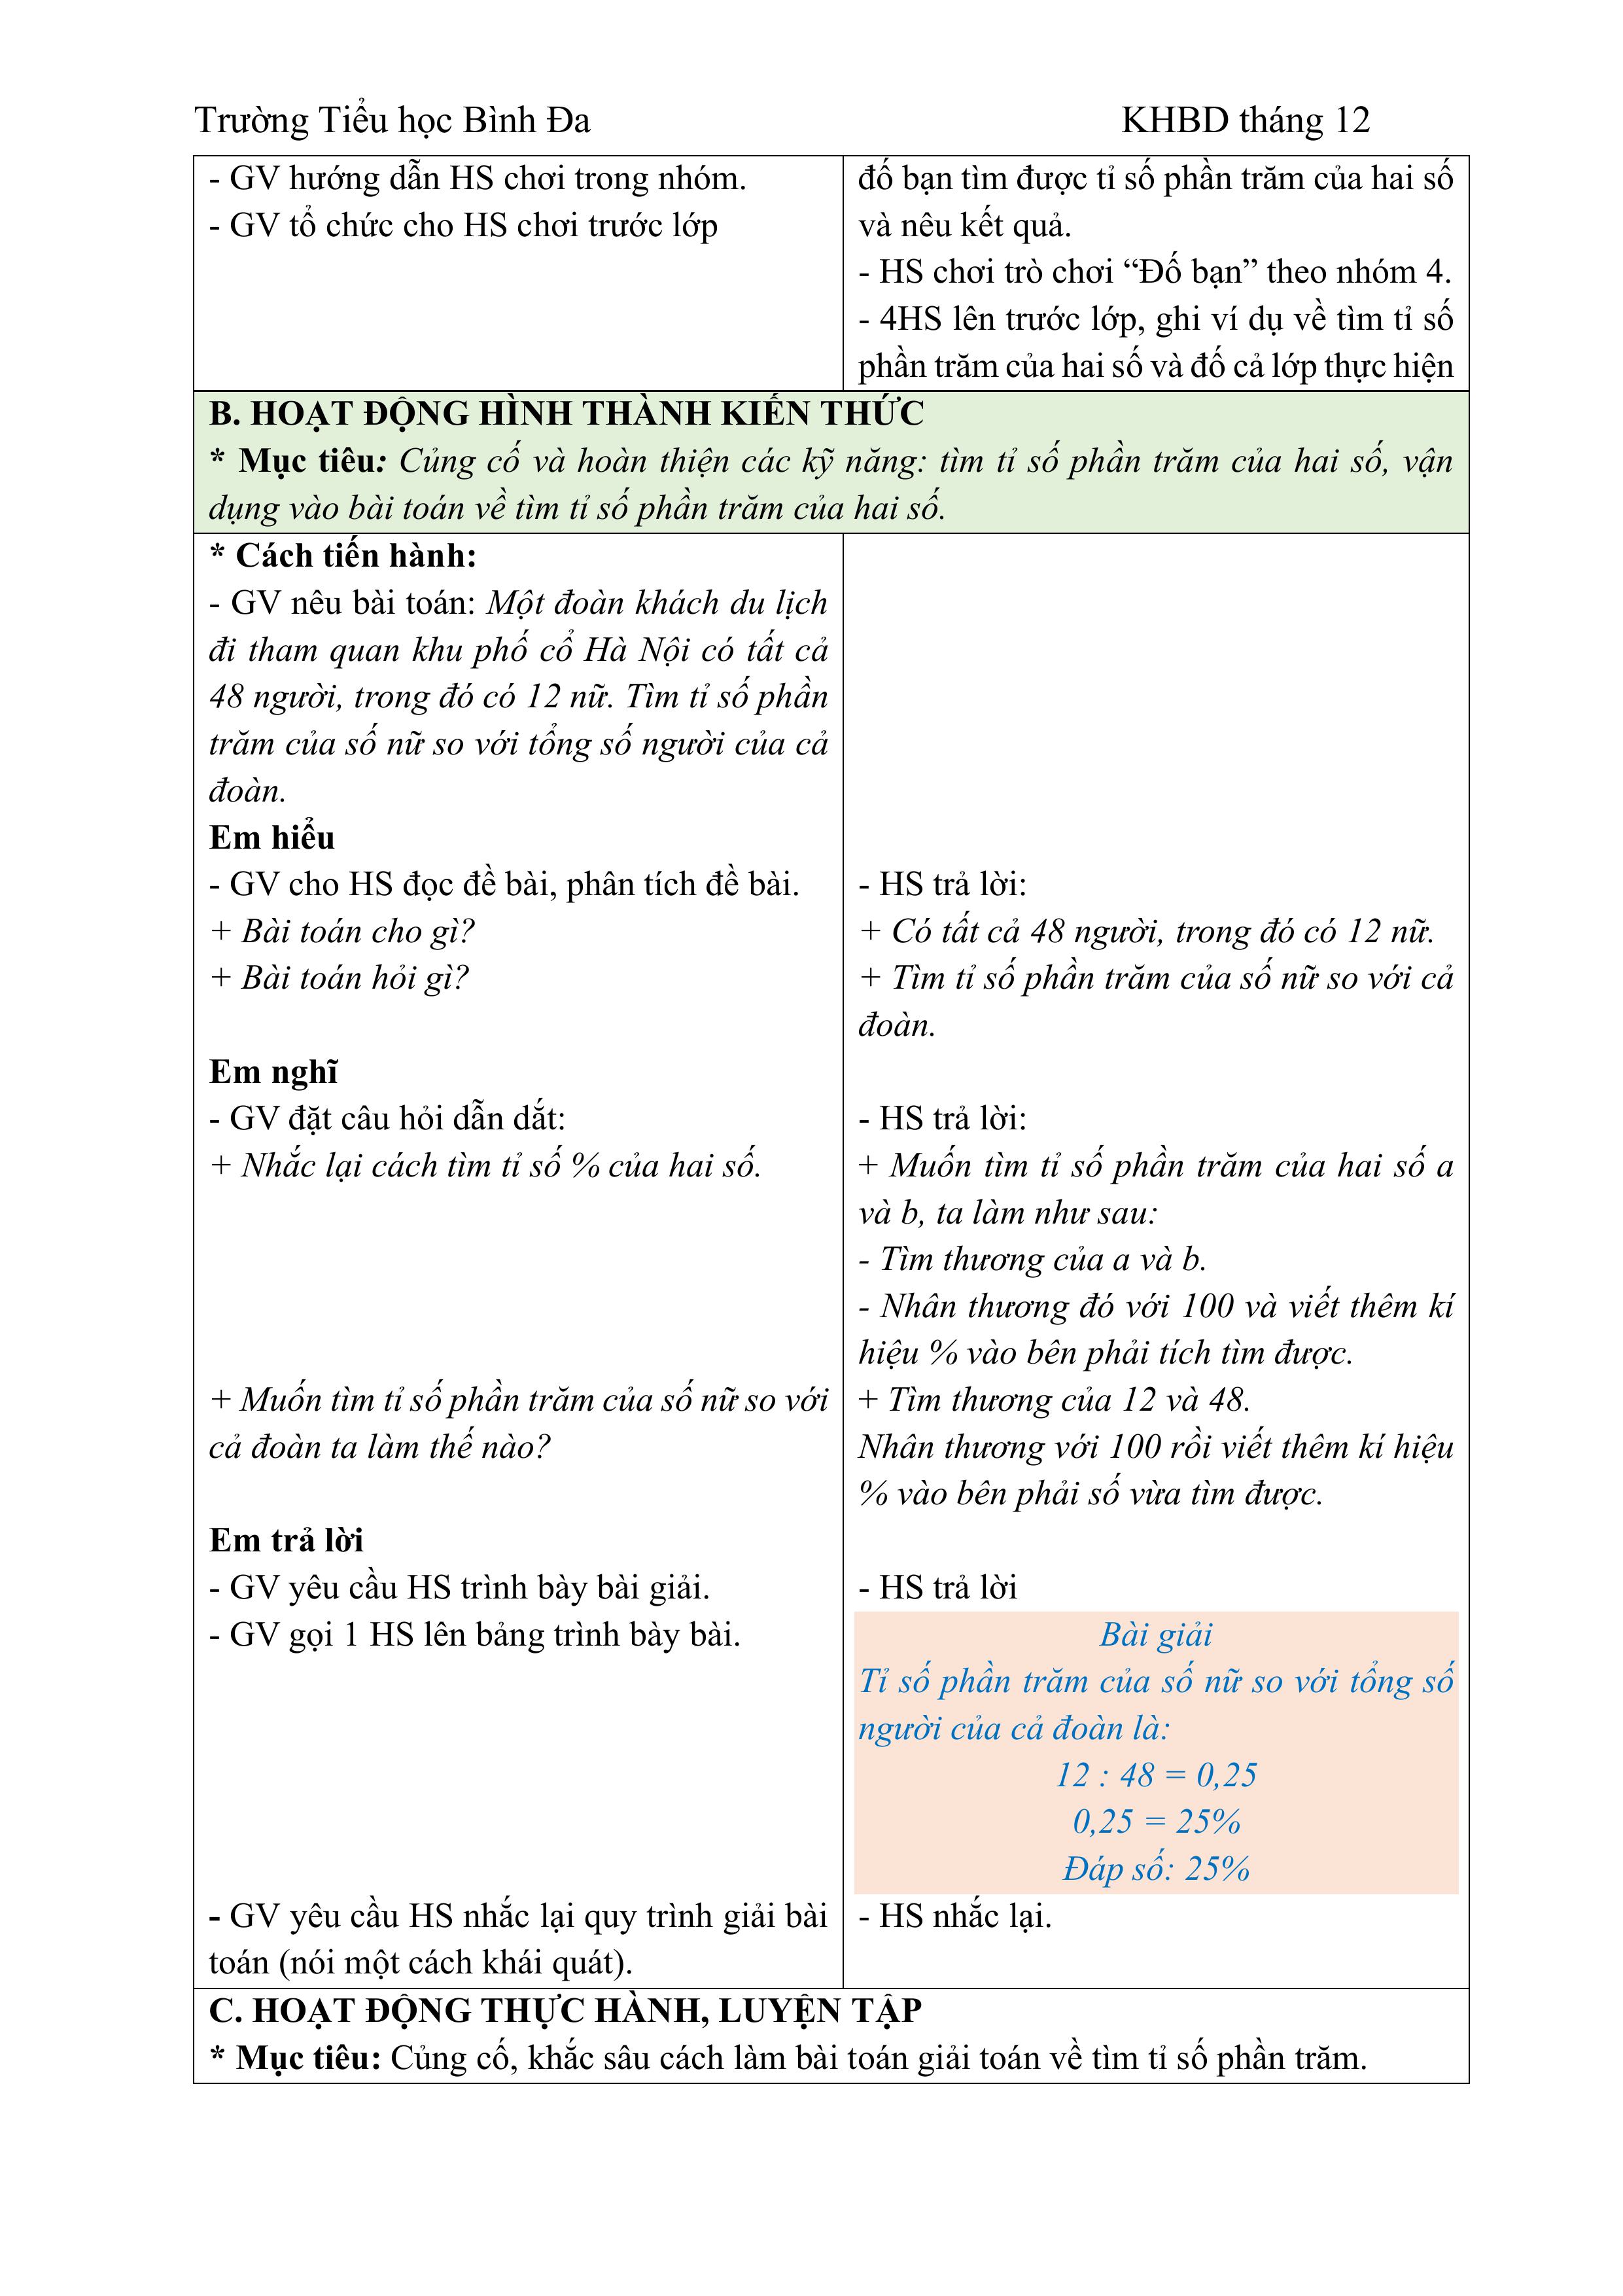 Trường Tiểu học Bình Đa
KHBD tháng 12
- GV hướng dẫn HS chơi trong nhóm.
- GV tổ chức cho HS chơi trước lớp
đố bạn tìm được tỉ số phần trăm của hai số
và nêu kết quả.
- HS chơi trò chơi “Đố bạn” theo nhóm 4.
- 4HS lên trước lớp, ghi ví dụ về tìm tỉ số
phần trăm của hai số và đố cả lớp thực hiện
B. HOẠT ĐỘNG HÌNH THÀNH KIẾN THỨC
* Mục tiêu: Củng cố và hoàn thiện các kỹ năng: tìm tỉ số phần trăm của hai số, vận
dụng vào bài toán về tìm tỉ số phần trăm của hai số.
* Cách tiến hành:
- GV nêu bài toán: Một đoàn khách du lịch
đi tham quan khu phố cổ Hà Nội có tất cả
48 người, trong đó có 12 nữ. Tìm tỉ số phần
trăm của số nữ so với tổng số người của cả
đoàn.
Em hiểu
- GV cho HS đọc đề bài, phân tích đề bài.
+ Bài toán cho gì?
+ Bài toán hỏi gì?
- HS trả lời:
+ Có tất cả 48 người, trong đó có 12 nữ.
+ Tìm tỉ số phần trăm của số nữ so với cả
đoàn.
Em nghĩ
- GV đặt câu hỏi dẫn dắt:
+ Nhắc lại cách tìm tỉ số % của hai số.
- HS trả lời:
+ Muốn tìm tỉ số phần trăm của hai số a
và b, ta làm như sau:
- Tìm thương của a và b.
- Nhân thương đó với 100 và viết thêm kí
hiệu % vào bên phải tích tìm được.
+ Muốn tìm tỉ số phần trăm của số nữ so với
cả đoàn ta làm thế nào?
+ Tìm thương của 12 và 48.
Nhân thương với 100 rồi viết thêm kí hiệu
% vào bên phải số vừa tìm được.
Em trả lời
- GV yêu cầu HS trình bày bài giải.
- GV gọi 1 HS lên bảng trình bày bài.
- HS trả lời
Bài giải
Tỉ số phần trăm của số nữ so với tổng số
người của cả đoàn là:
12 : 48 = 0,25
0,25 = 25%
Đáp số: 25%
- GV yêu cầu HS nhắc lại quy trình giải bài
toán (nói một cách khái quát).
- HS nhắc lại.
C. HOẠT ĐỘNG THỰC HÀNH, LUYỆN TẬP
* Mục tiêu: Củng cố, khắc sâu cách làm bài toán giải toán về tìm tỉ số phần trăm.